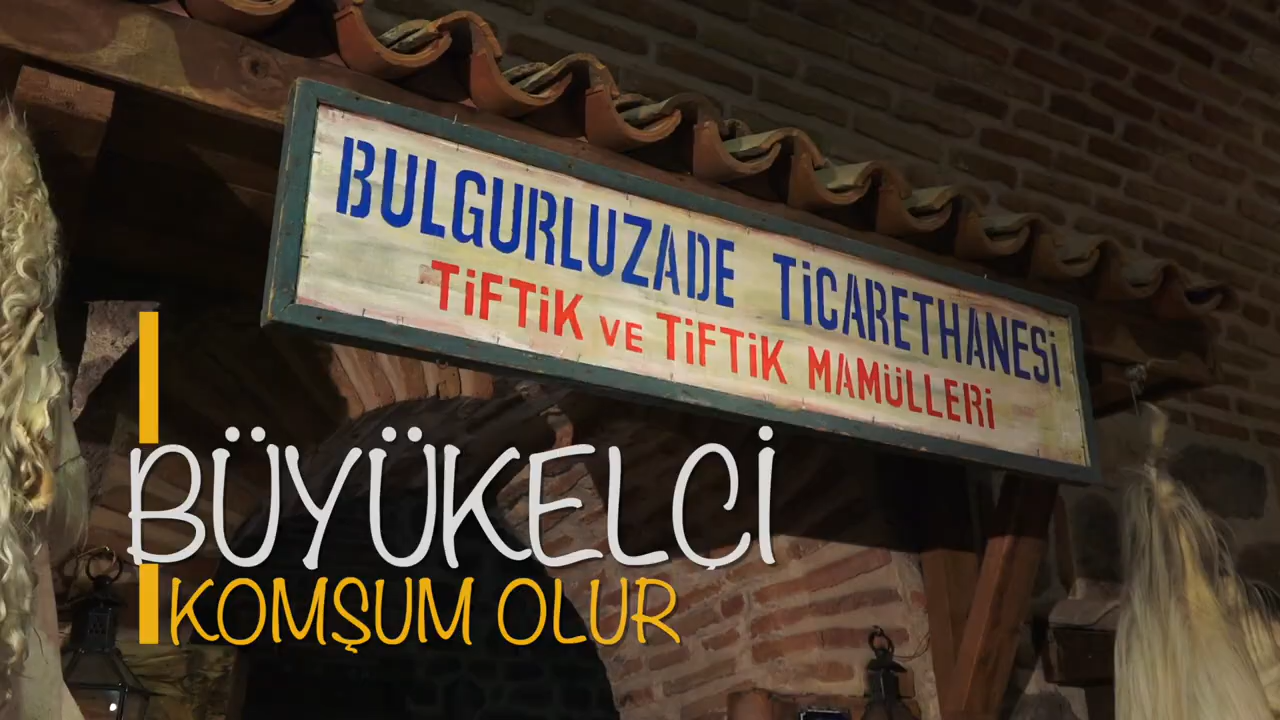 BULGURLUZADE TiCARETHANESi
TiFTiK VE TiFTiK MAMÜLLERi
BÜYÜKELÇİ
KOMŞUM OLUR